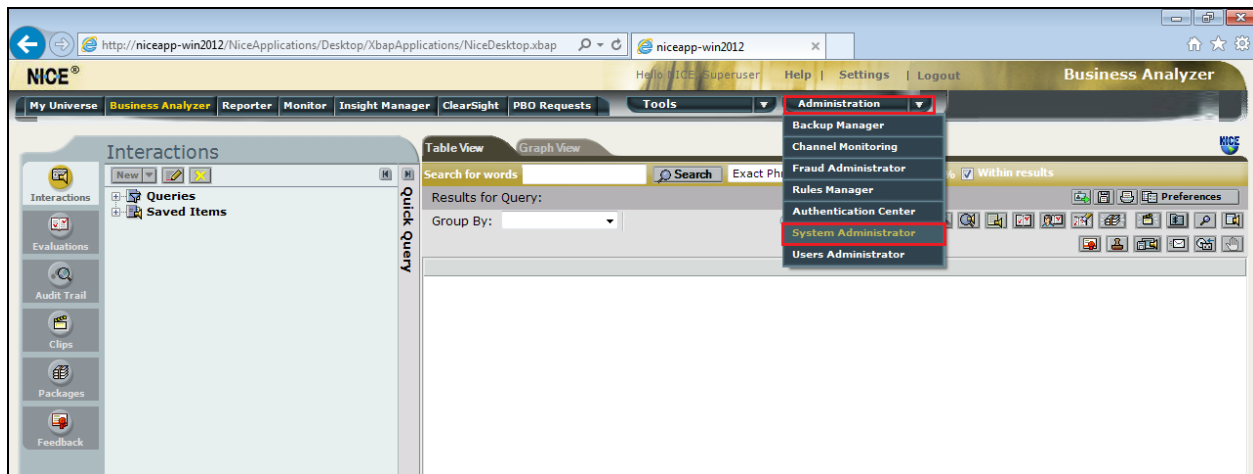 http://niceapp-win2012/NiceApplications/Desktop/XbapApplications/NiceDesktop.xbap niceapp-win2012
NICE® Hello NICE, Superuser Help | Settings | Logout Business Analyzer
My Universe Business Analyzer Reporter Monitor Insight Manager ClearSight PBO Requests Tools Administration
Backup Manager
Channel Monitoring
Fraud Administrator
Rules Manager
Authentication Center
System Administrator
Users Administrator
Interactions
Evaluations
Audit Trail
Clips
Packages
Feedback
Interactions
New
Queries
Saved Items
Quick Query
Table View Graph View
Search for words Search Exact Within results
Results for Query: Preferences
Group By:
NICE